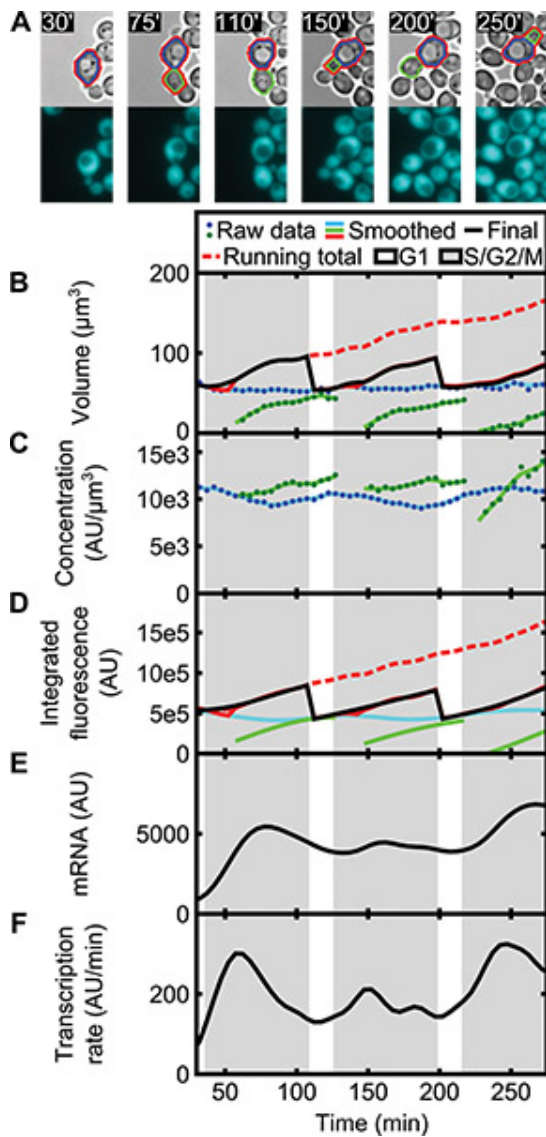 A
30' 75' 110' 150' 200' 250'
Raw data Smoothed Final
Running total G1 S/G2/M
B
Volume (μm³)
200
100
0
C
Concentration
(AU/μm³)
15e3
10e3
5e3
0
D
Integrated
fluorescence
(AU)
15e5
10e5
5e5
0
E
mRNA (AU)
5000
0
F
Transcription
rate (AU/min)
200
0
50 100 150 200 250
Time (min)